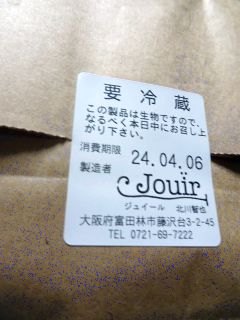 要冷蔵
この製品は生物ですので、
なるべく本日中にお召し上
がり下さい。
消費期限 24.04.06
製造者 Jouir
ジュイール 北川智也
大阪府富田林市藤沢台3-2-45
TEL 0721-69-7222